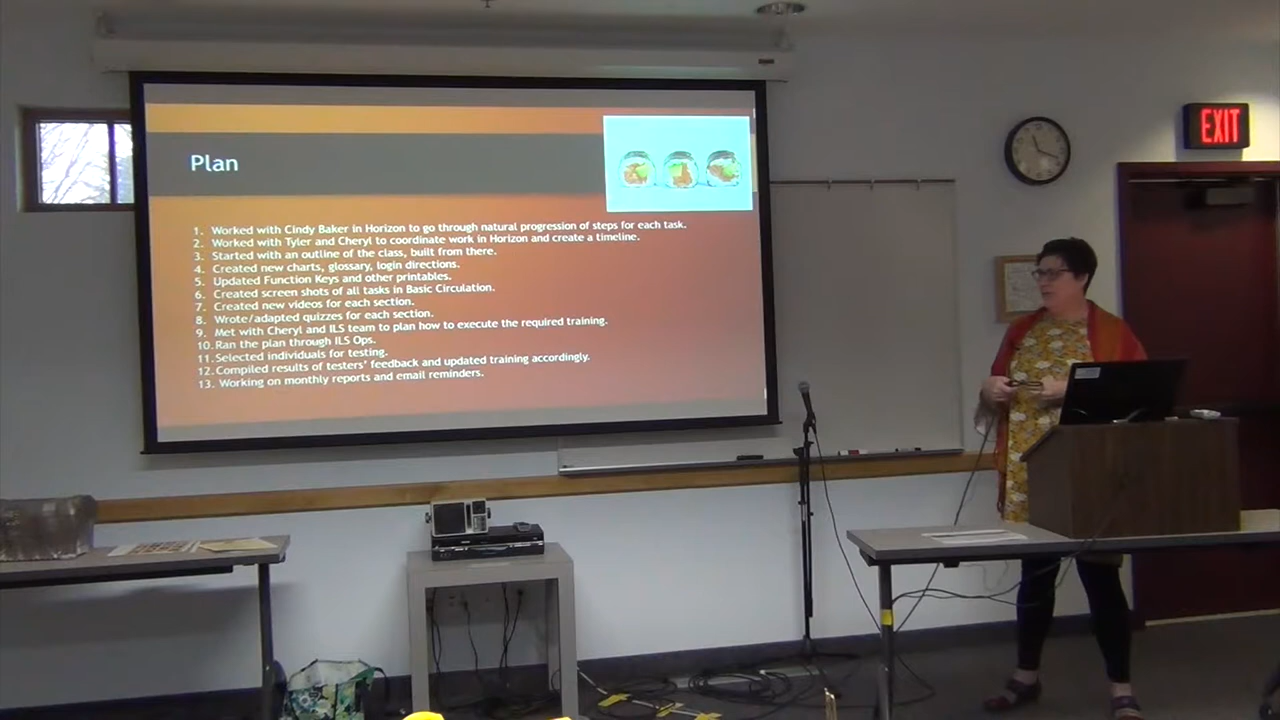 Plan
1. Worked with Cindy Baker in Horizon to go through natural progression of steps for each task.
2. Worked with Tyler and Cheryl to coordinate work in Horizon and create a timeline.
3. Started with an outline of the class, built from there.
4. Created new charts, glossary, login directions.
5. Updated Function Keys and other printables.
6. Created screen shots of all tasks in Basic Circulation.
7. Created new videos for each section.
8. Wrote/adapted quizzes for each section.
9. Met with Cheryl and ILS team to plan how to execute the required training.
10. Ran the plan through ILS Ops.
11. Selected individuals for testing.
12. Compiled results of testers' feedback and updated training accordingly.
13. Working on monthly reports and email reminders.
EXIT